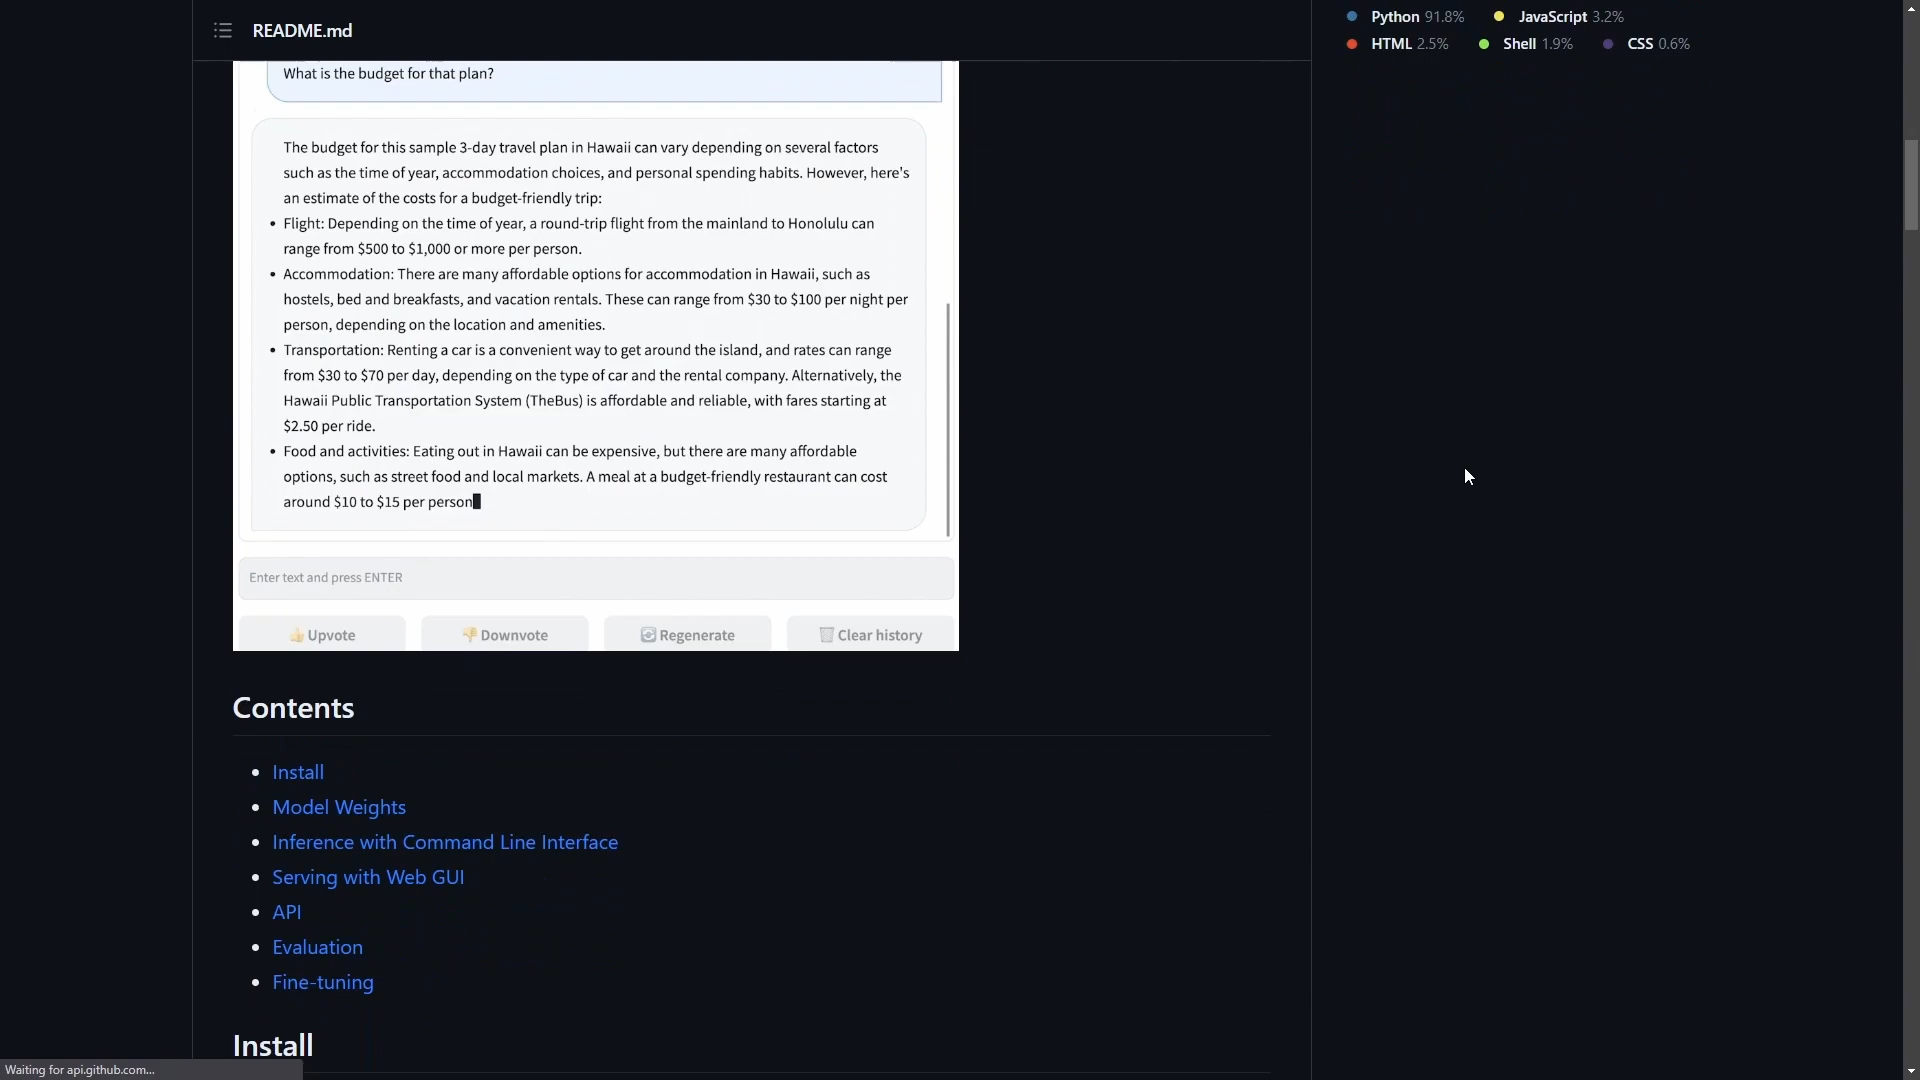 README.md
Python 91.8%
JavaScript 3.2%
HTML 2.5%
Shell 1.9%
CSS 0.6%
What is the budget for that plan?
The budget for this sample 3-day travel plan in Hawaii can vary depending on several factors
such as the time of year, accommodation choices, and personal spending habits. However, here's
an estimate of the costs for a budget-friendly trip:
• Flight: Depending on the time of year, a round-trip flight from the mainland to Honolulu can
range from $500 to $1,000 or more per person.
• Accommodation: There are many affordable options for accommodation in Hawaii, such as
hostels, bed and breakfasts, and vacation rentals. These can range from $30 to $100 per night per
person, depending on the location and amenities.
• Transportation: Renting a car is a convenient way to get around the island, and rates can range
from $30 to $70 per day, depending on the type of car and the rental company. Alternatively, the
Hawaii Public Transportation System (TheBus) is affordable and reliable, with fares starting at
$2.50 per ride.
• Food and activities: Eating out in Hawaii can be expensive, but there are many affordable
options, such as street food and local markets. A meal at a budget-friendly restaurant can cost
around $10 to $15 per person
Enter text and press ENTER
👍 Upvote
👎 Downvote
🔄 Regenerate
🗑️ Clear history
Contents
• Install
• Model Weights
• Inference with Command Line Interface
• Serving with Web GUI
• API
• Evaluation
• Fine-tuning
Install
Waiting for api.github.com...